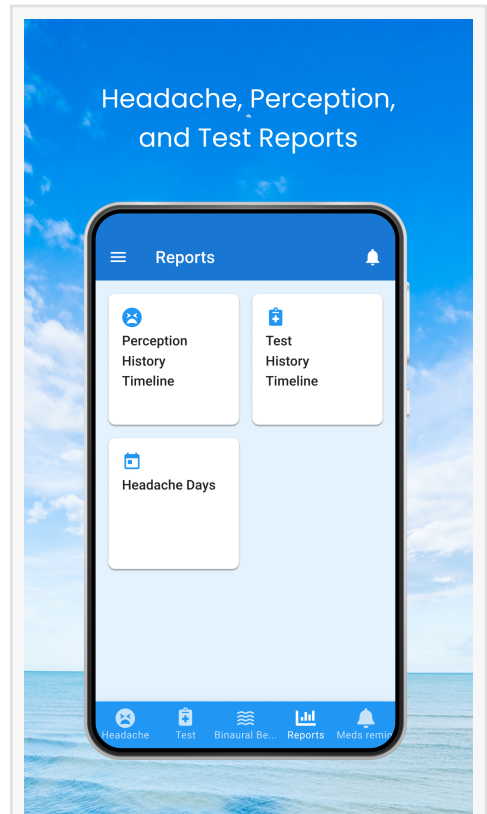 Headache, Perception,
and Test Reports
Reports
Perception
History
Timeline
Test
History
Timeline
Headache Days
Headache
Test
Binaural Be...
Reports
Meds remin